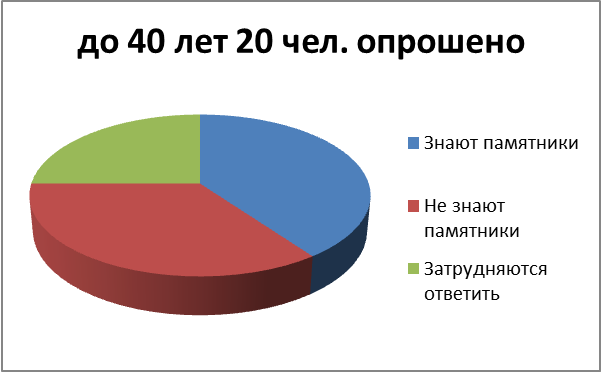 до 40 лет 20 чел. опрошено
Знают памятники
Не знают
памятники
Затрудняются
ответить